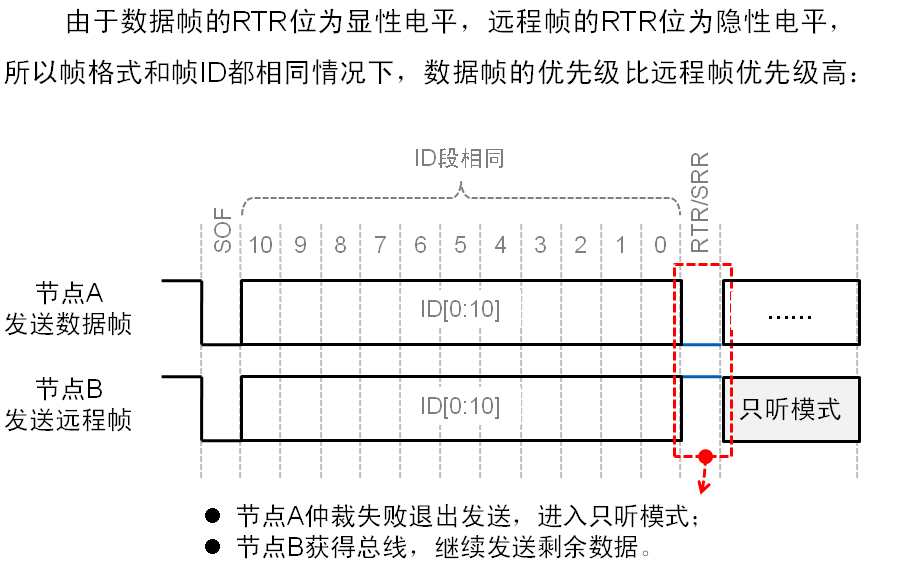 由于数据帧的RTR位为显性电平，远程帧的RTR位为隐性电平，
所以帧格式和帧ID都相同情况下，数据帧的优先级比远程帧优先级高：
ID段相同
SOF
10 9 8 7 6 5 4 3 2 1 0
RTR/SRR
节点A
发送数据帧
ID[0:10]
……
节点B
发送远程帧
ID[0:10]
只听模式
● 节点A仲裁失败退出发送，进入只听模式；
● 节点B获得总线，继续发送剩余数据。